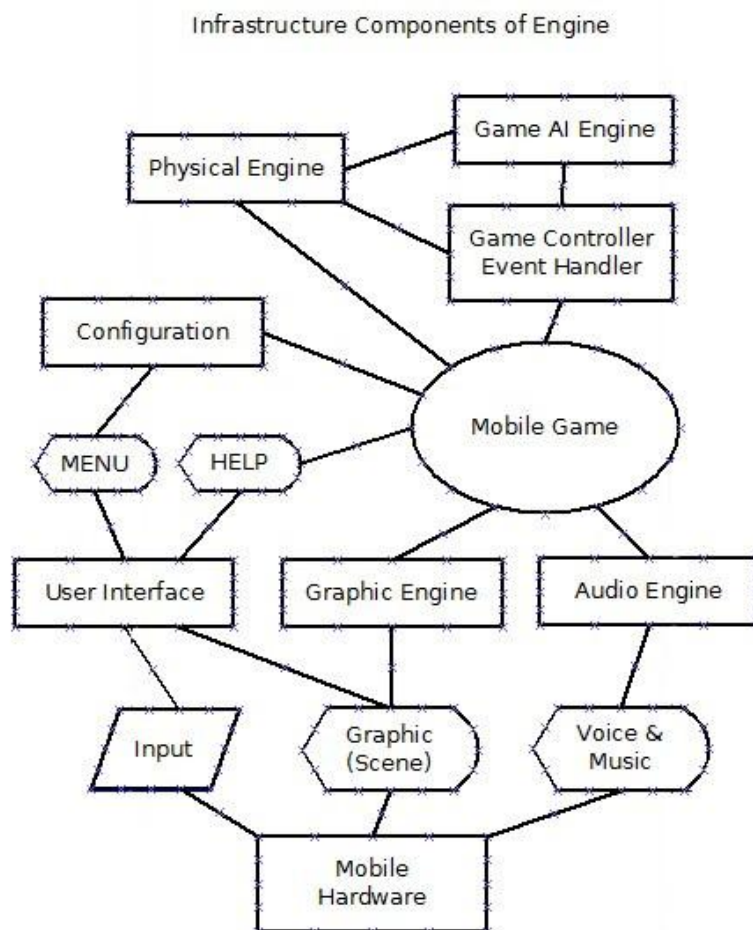 Infrastructure Components of Engine
Game AI Engine
Physical Engine
Game Controller
Event Handler
Configuration
Mobile Game
MENU
HELP
User Interface
Graphic Engine
Audio Engine
Input
Graphic
(Scene)
Voice &
Music
Mobile
Hardware